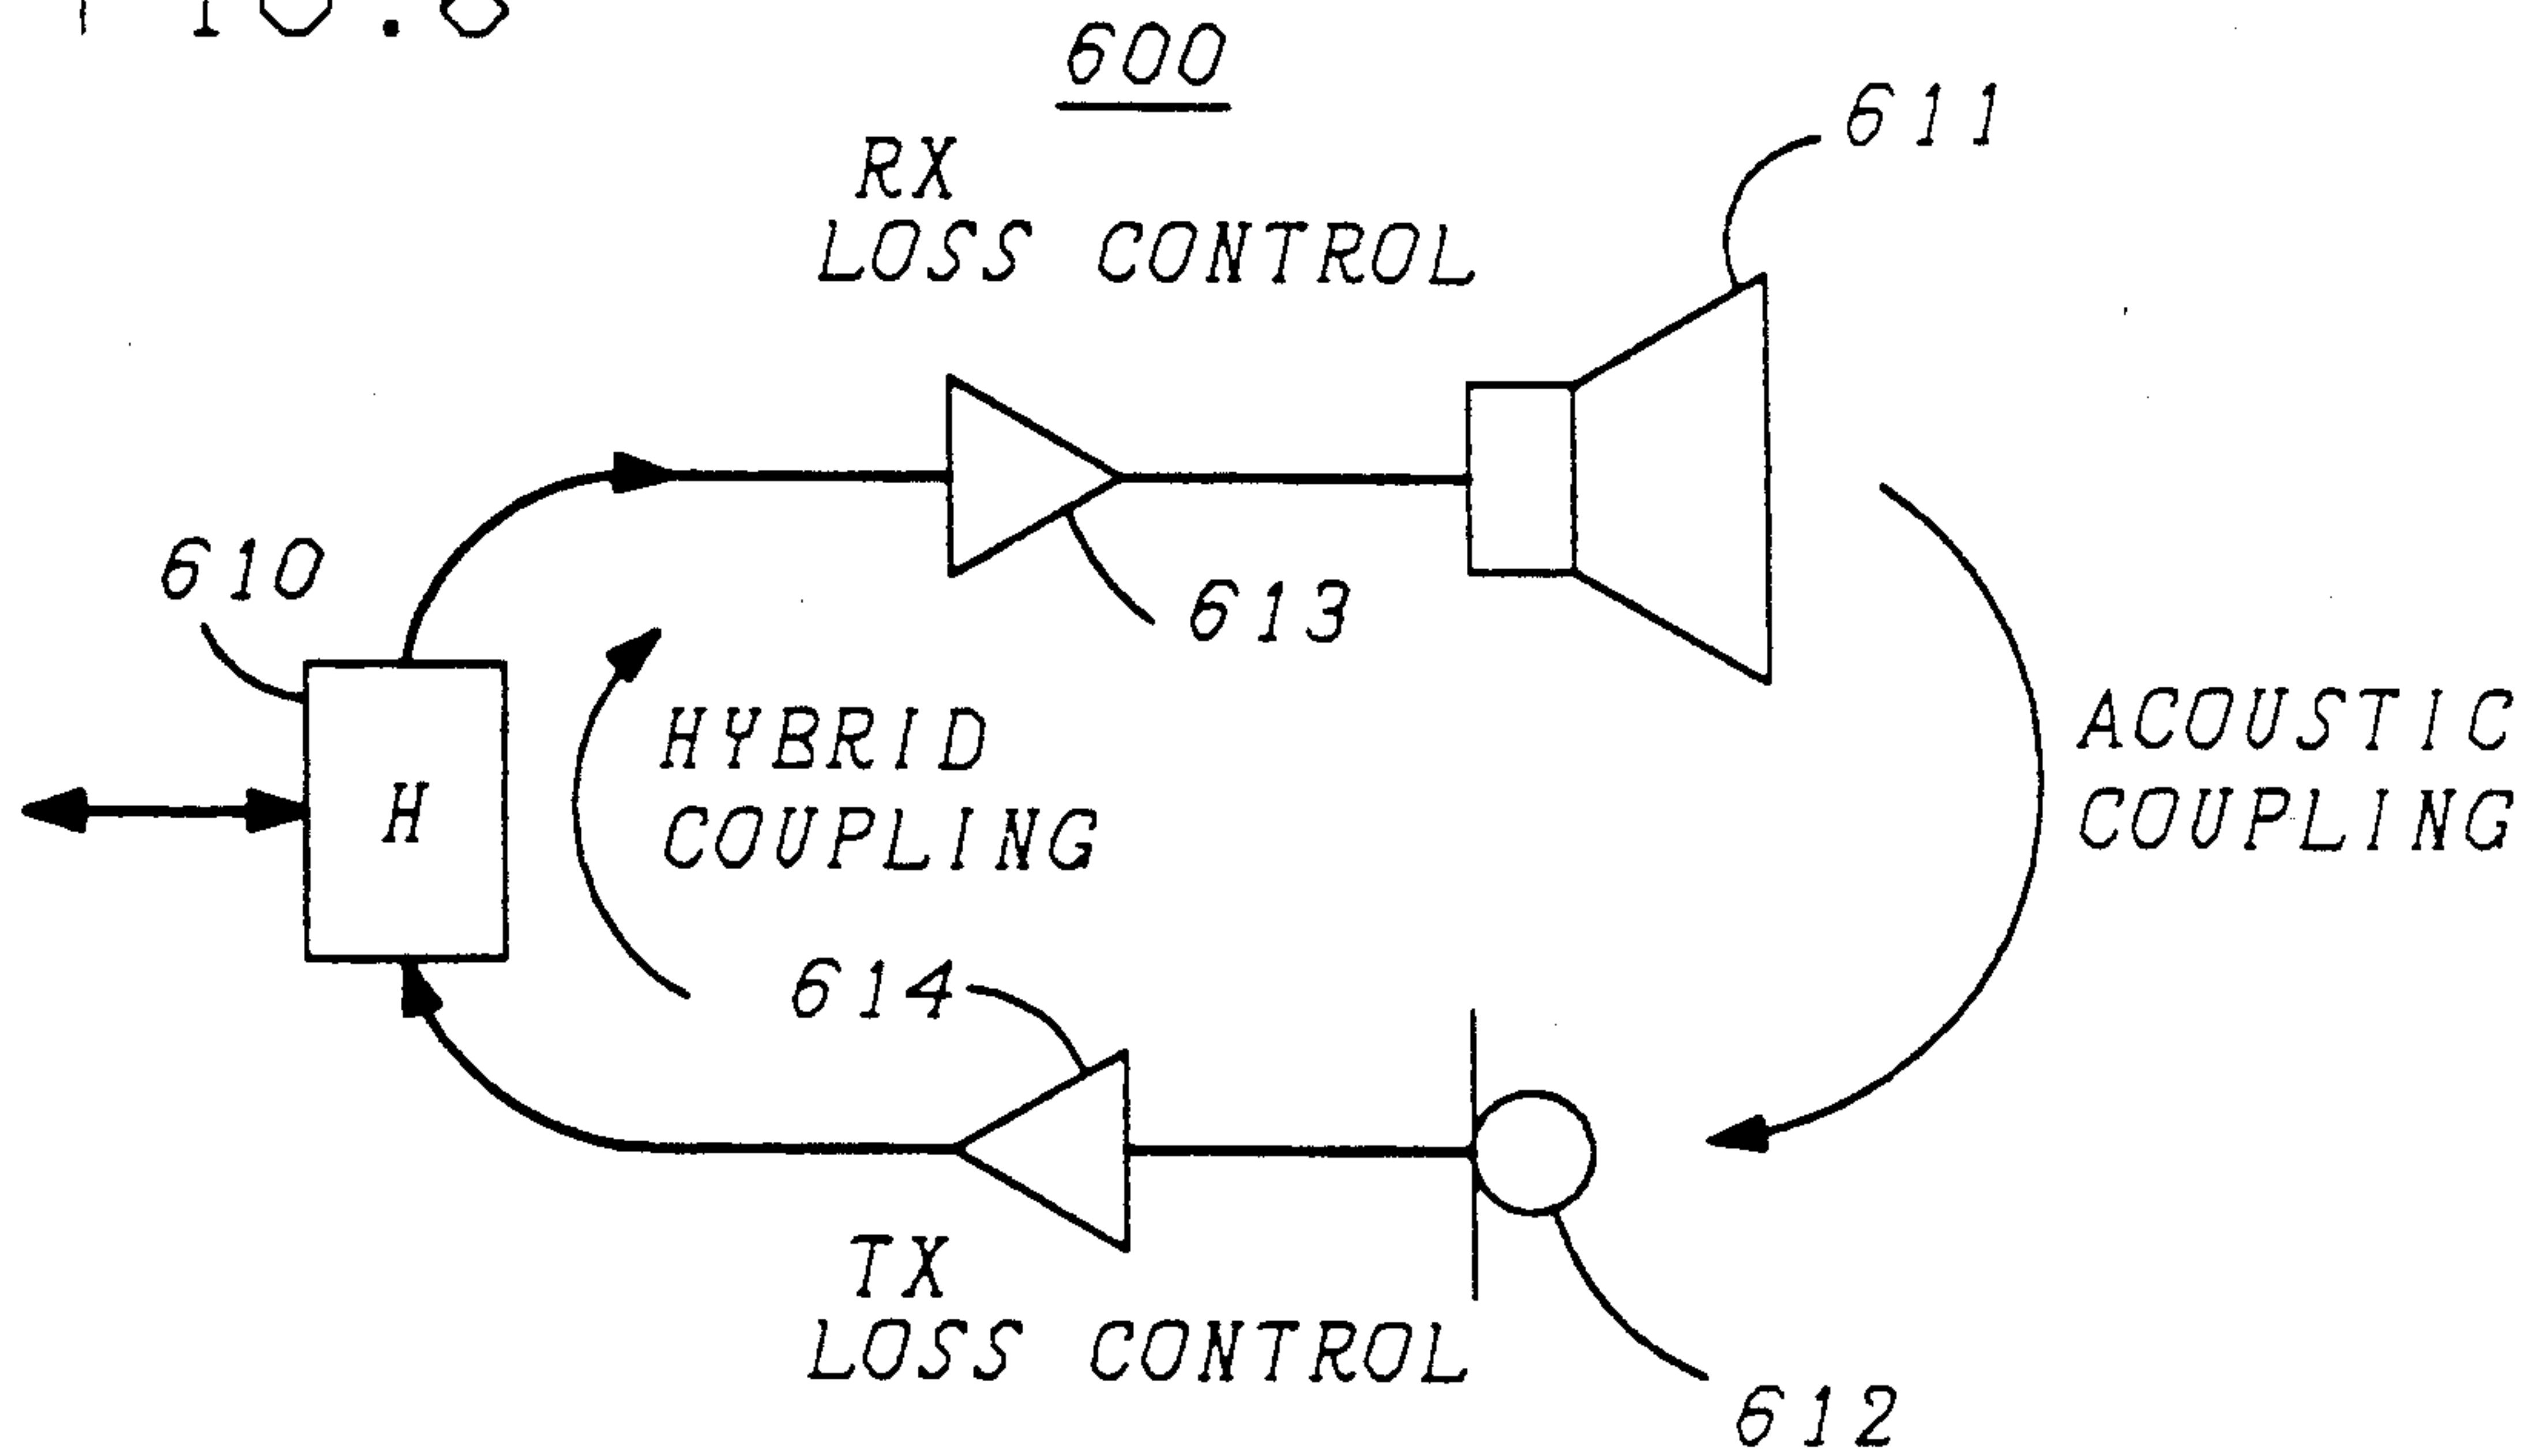 600
611
RX
LOSS CONTROL
613
610
H
HYBRID
COUPLING
ACOUSTIC
COUPLING
614
TX
LOSS CONTROL
612